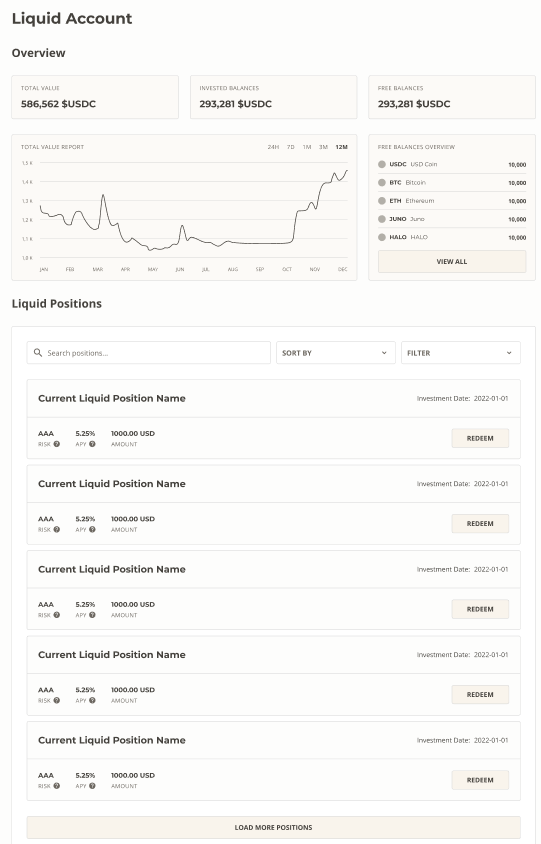 Liquid Account
Overview
TOTAL VALUE
586,562 $USDC
INVESTED BALANCES
293,281 $USDC
FREE BALANCES
293,281 $USDC
TOTAL VALUE REPORT
24H 7D 1M 3M 12M
1,5 K
1,3 K
1,2 K
1,1 K
1,0 K
JAN FEB MAR APR MAY JUN JUL AUG SEP OCT NOV DEC
FREE BALANCES OVERVIEW
USDC USD Coin 10,000
BTC Bitcoin 10,000
ETH Ethereum 10,000
JUNO Juno 10,000
HALO HALO 10,000
VIEW ALL
Liquid Positions
Search positions...
SORT BY
FILTER
Current Liquid Position Name
Investment Date: 2022-01-01
AAA 5.25% 1000.00 USD
RISK ? APY ? AMOUNT
REDEEM
Current Liquid Position Name
Investment Date: 2022-01-01
AAA 5.25% 1000.00 USD
RISK ? APY ? AMOUNT
REDEEM
Current Liquid Position Name
Investment Date: 2022-01-01
AAA 5.25% 1000.00 USD
RISK ? APY ? AMOUNT
REDEEM
Current Liquid Position Name
Investment Date: 2022-01-01
AAA 5.25% 1000.00 USD
RISK ? APY ? AMOUNT
REDEEM
Current Liquid Position Name
Investment Date: 2022-01-01
AAA 5.25% 1000.00 USD
RISK ? APY ? AMOUNT
REDEEM
LOAD MORE POSITIONS